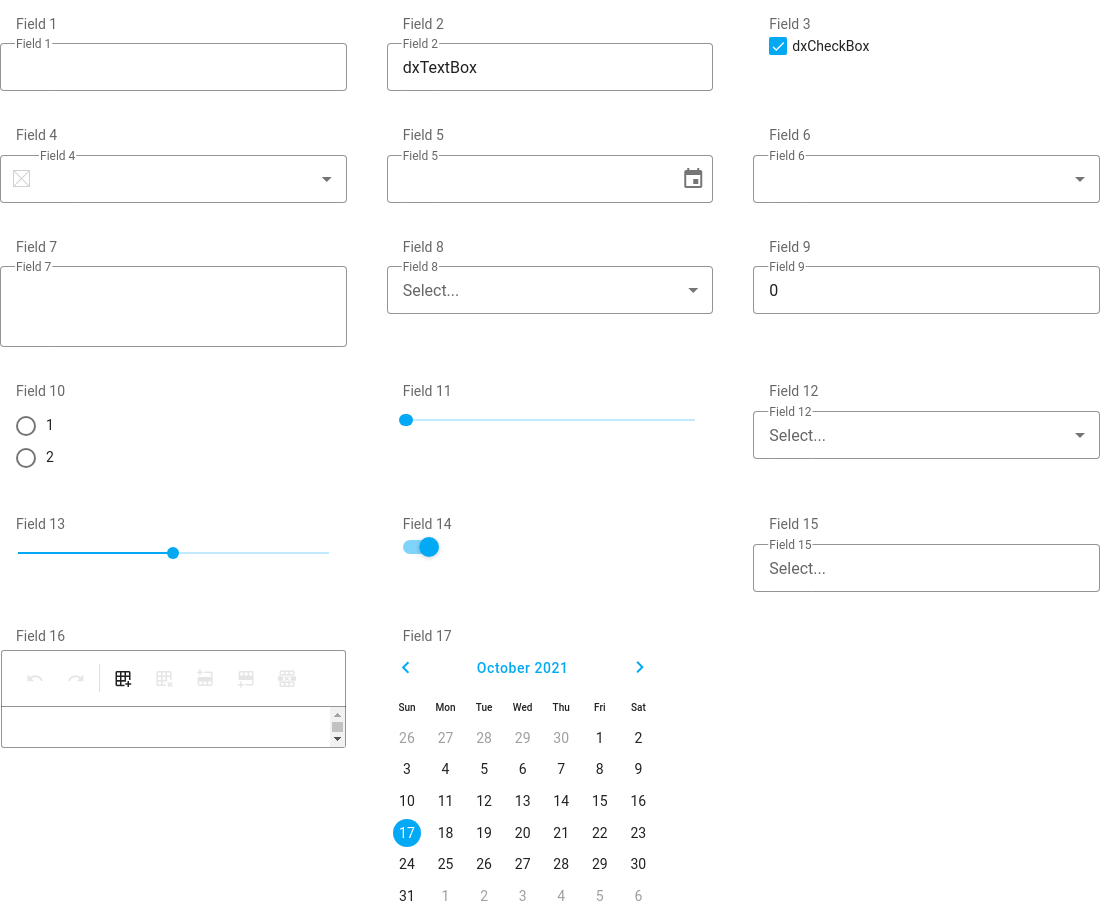 Field 1
Field 1
Field 2
Field 2
dxTextBox
Field 3
dxCheckBox
Field 4
Field 4
Field 5
Field 5
Field 6
Field 6
Field 7
Field 7
Field 8
Field 8
Select...
Field 9
Field 9
0
Field 10
1
2
Field 11
Field 12
Field 12
Select...
Field 13
Field 14
Field 15
Field 15
Select...
Field 16
Field 17
October 2021
Sun Mon Tue Wed Thu Fri Sat
26 27 28 29 30 1 2
3 4 5 6 7 8 9
10 11 12 13 14 15 16
17 18 19 20 21 22 23
24 25 26 27 28 29 30
31 1 2 3 4 5 6